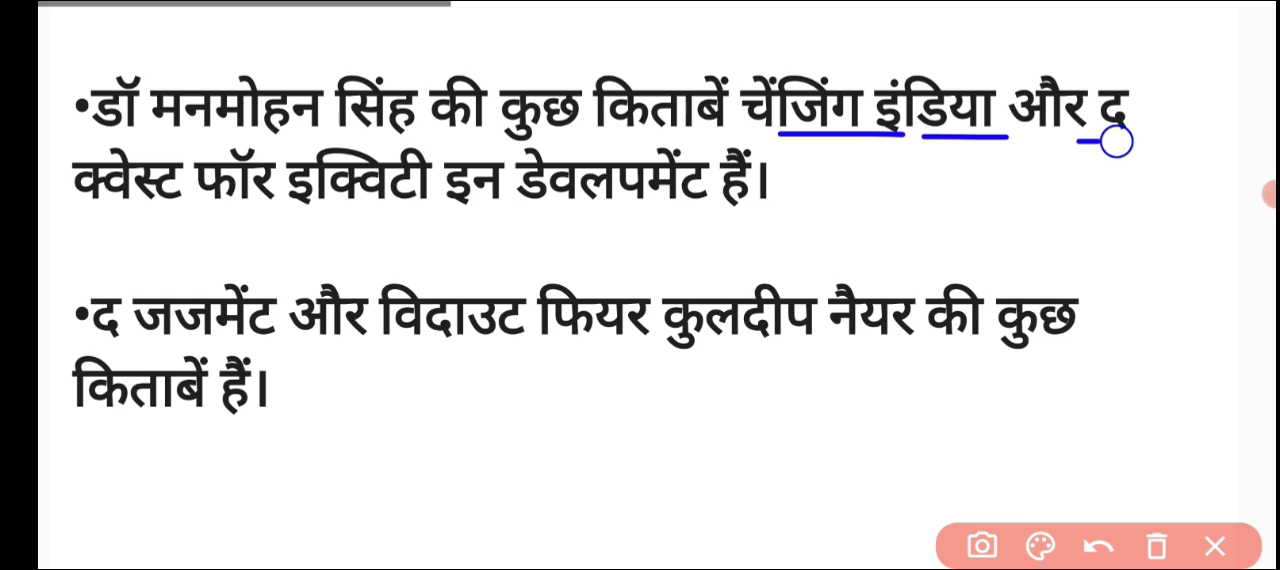 •डॉ मनमोहन सिंह की कुछ किताबें चेंजिंग इंडिया और द
क्वेस्ट फॉर इक्विटी इन डेवलपमेंट हैं।
•द जजमेंट और विदाउट फियर कुलदीप नैयर की कुछ
किताबें हैं।